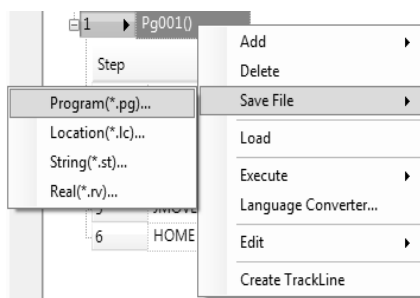 1 Pg001()
Step
Add
Delete
Save File
Load
Execute
Language Converter...
Edit
Create TrackLine
Program(*.pg)...
Location(*.lc)...
String(*.st)...
Real(*.rv)...
6 HOME